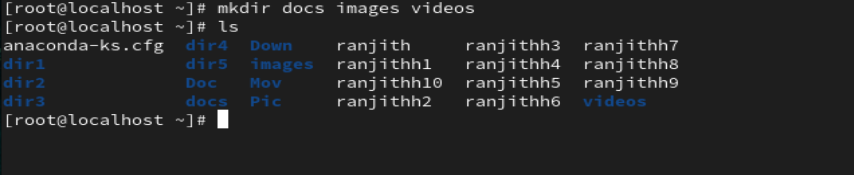 [root@localhost ~]# mkdir docs images videos
[root@localhost ~]# ls
anaconda-ks.cfg  dir4  Down    ranjith    ranjithh3  ranjithh7
dir1             dir5  images  ranjithh1  ranjithh4  ranjithh8
dir2             Doc   Mov     ranjithh10 ranjithh5  ranjithh9
dir3             docs  Pic     ranjithh2  ranjithh6  videos
[root@localhost ~]#